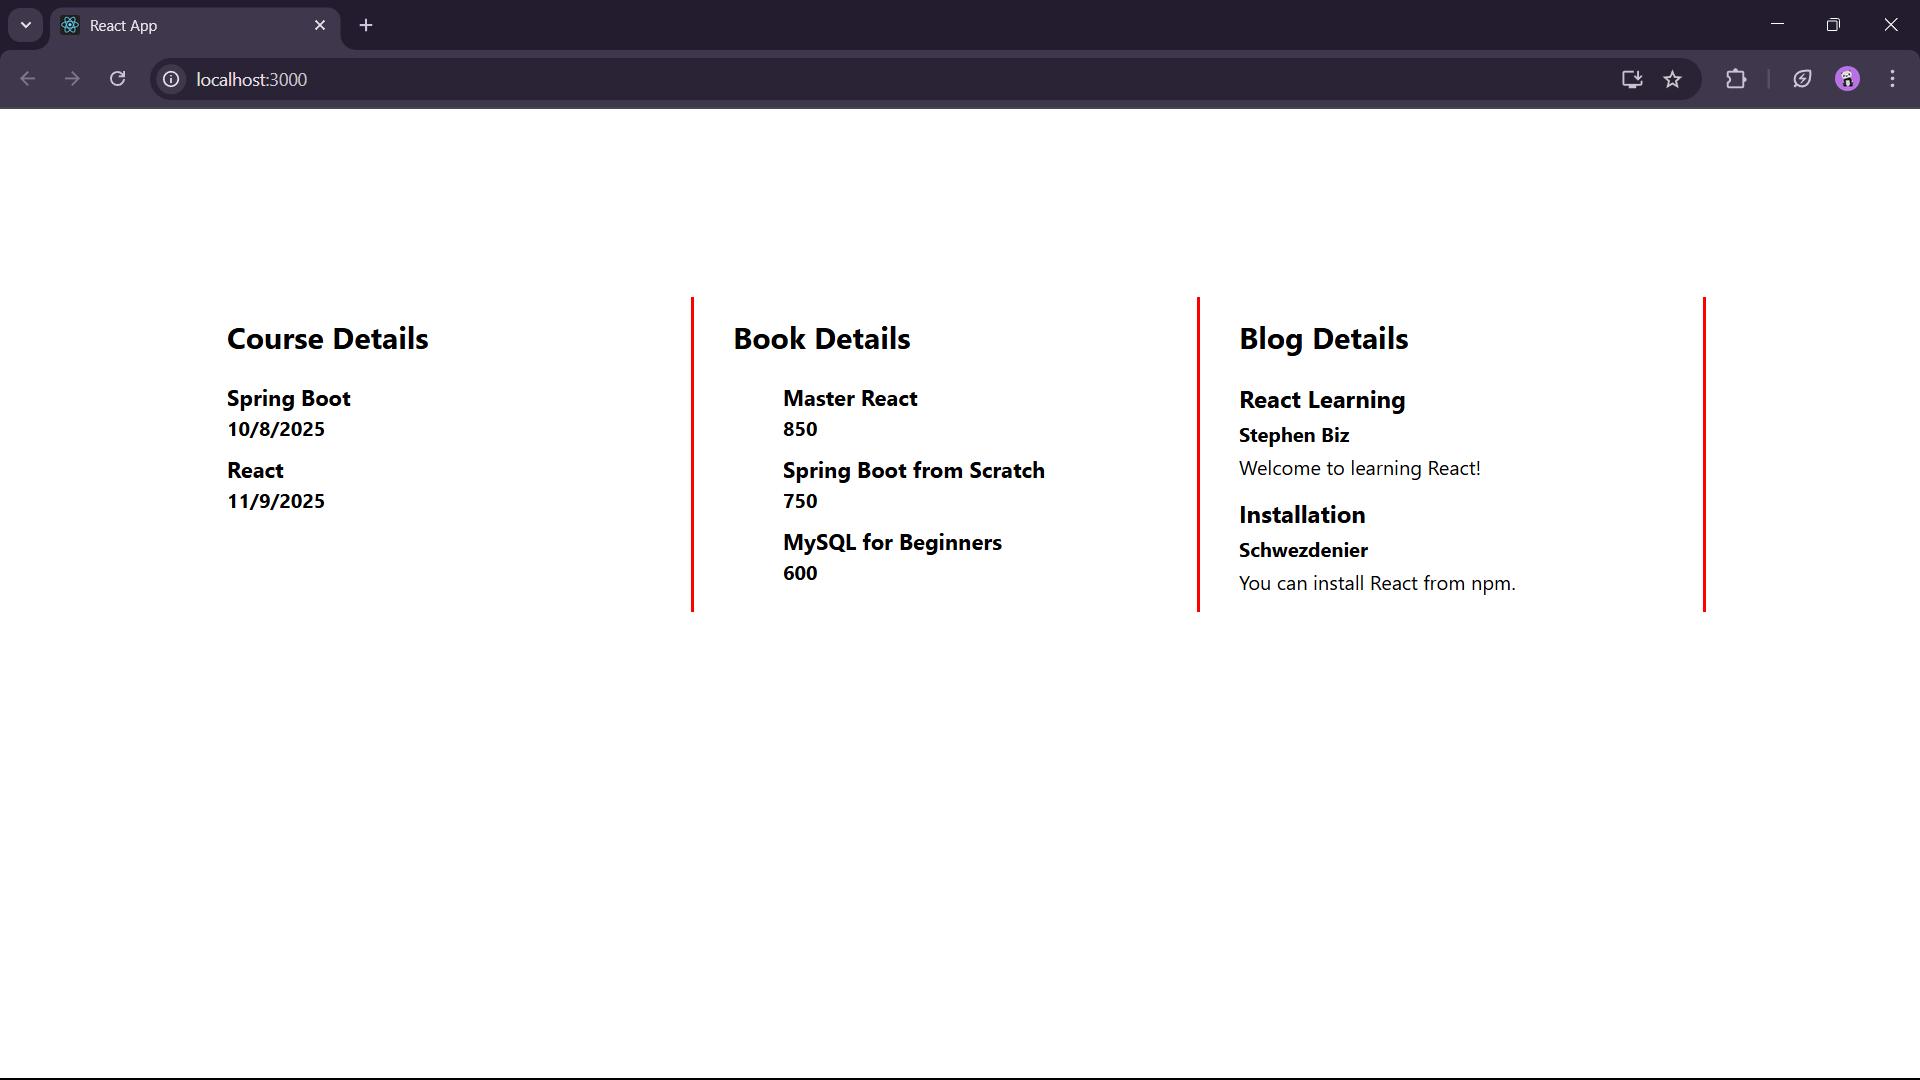 React App
localhost:3000
Course Details
Spring Boot
10/8/2025
React
11/9/2025
Book Details
Master React
850
Spring Boot from Scratch
750
MySQL for Beginners
600
Blog Details
React Learning
Stephen Biz
Welcome to learning React!
Installation
Schwezdenier
You can install React from npm.